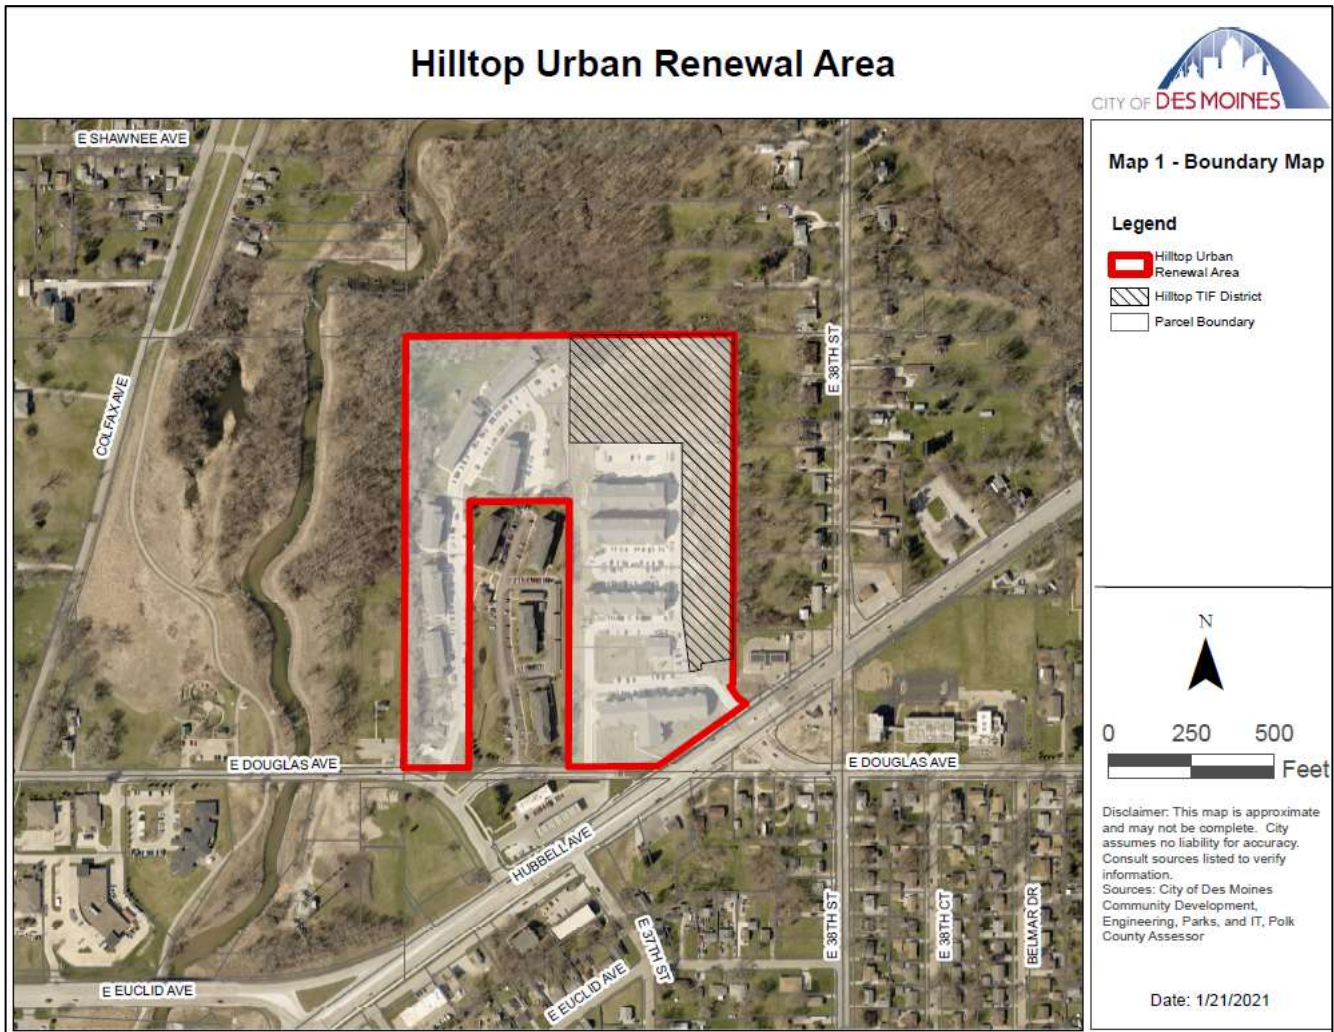 Hilltop Urban Renewal Area
CITY OF DES MOINES
E SHAWNEE AVE
COLFAX AVE
E 38TH ST
E DOUGLAS AVE
E DOUGLAS AVE
HUBBELL AVE
E 37TH ST
E EUCLID AVE
E EUCLID AVE
E 38TH ST
E 38TH CT
BELMAR DR
Map 1 - Boundary Map
Legend
Hilltop Urban
Renewal Area
Hilltop TIF District
Parcel Boundary
N
0 250 500
Feet
Disclaimer: This map is approximate
and may not be complete. City
assumes no liability for accuracy.
Consult sources listed to verify
information.
Sources: City of Des Moines
Community Development,
Engineering, Parks, and IT, Polk
County Assessor
Date: 1/21/2021